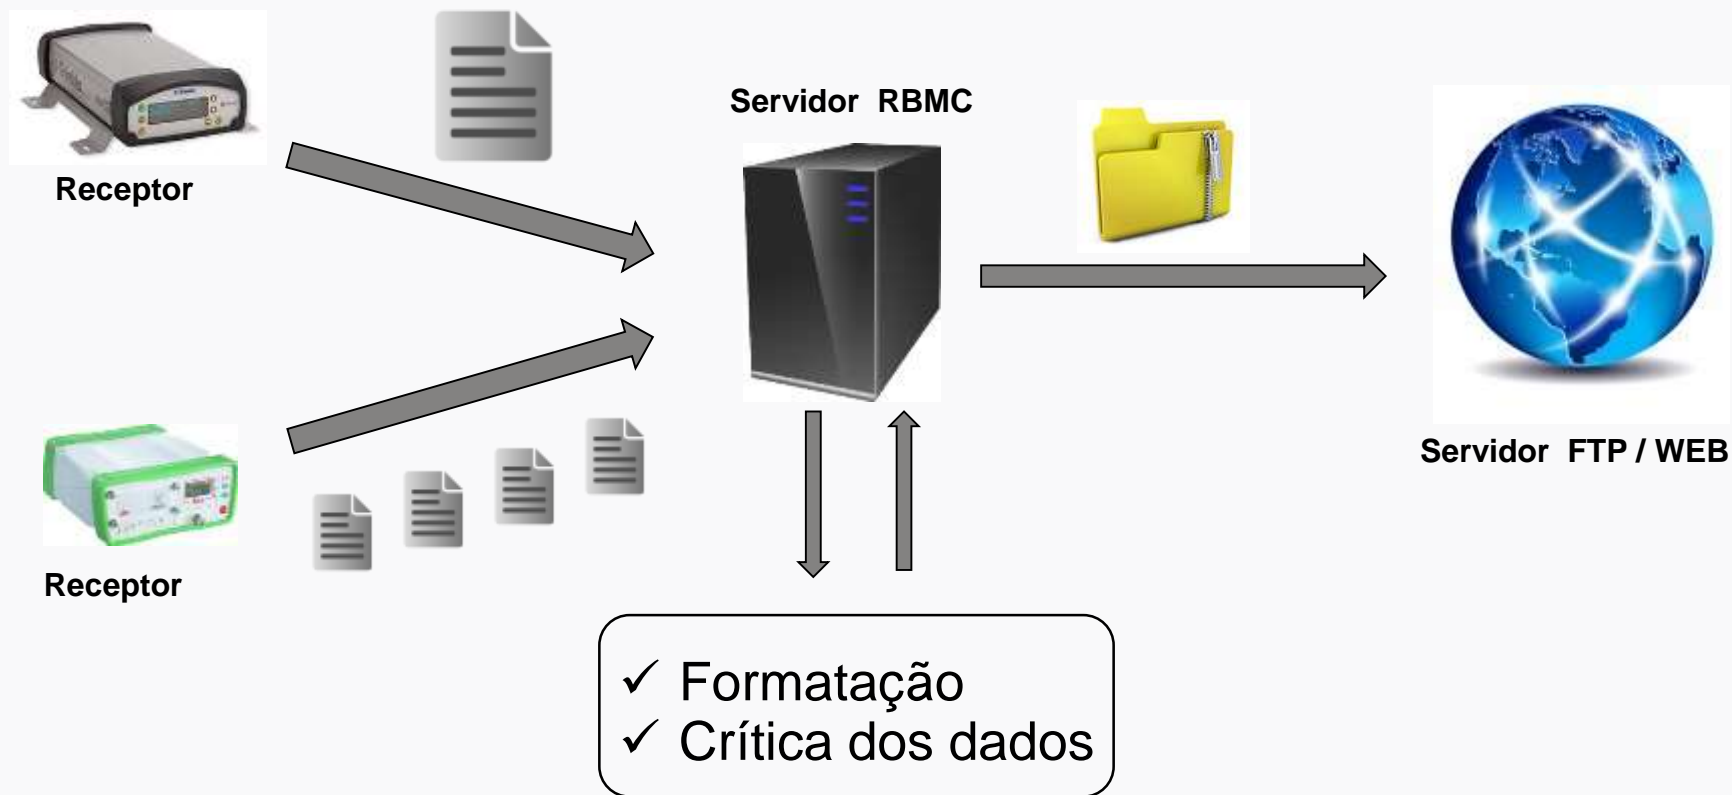 Servidor RBMC
Receptor
Servidor FTP / WEB
Receptor
✓ Formatação
✓ Crítica dos dados